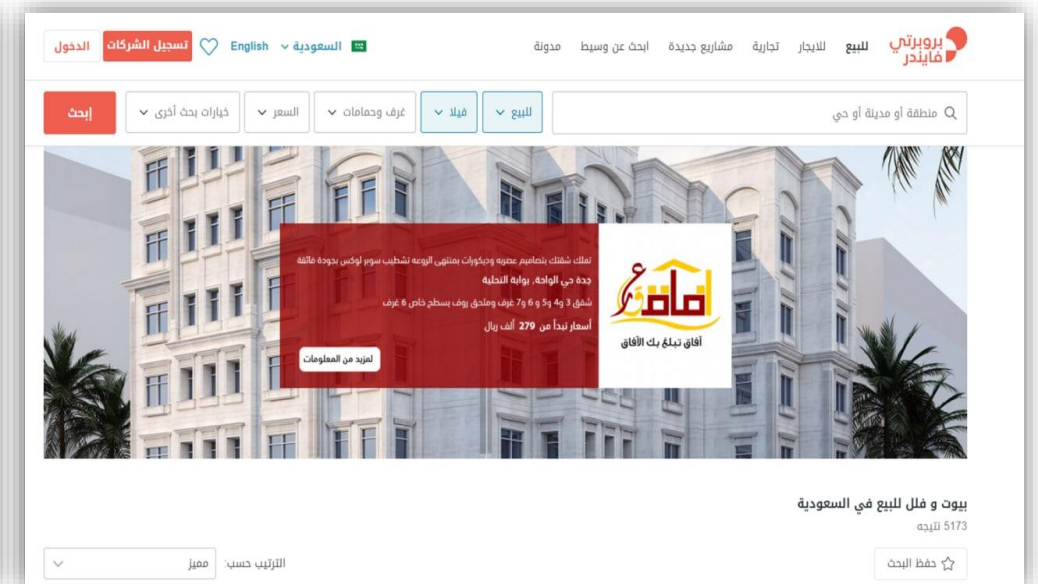 بروبرتي
فايندر
للبيع
للايجار
تجارية
مشاريع جديدة
ابحث عن وسيط
مدونة
السعودية
English
تسجيل الشركات
الدخول
منطقة أو مدينة أو حي
للبيع
فيلا
غرف وحمامات
السعر
خيارات بحث أخرى
إبحث
تملك شقتك بتصاميم عصريه وديكورات بمنتهى الروعه تشطيب سوبر لوكس بجودة فائقة
جدة حي الواحة, بوابة التحلية
شقق 3 و4 و5 و 6 و7 غرف وملحق روف بسطح خاص 6 غرف
أسعار تبدأ من 279 ألف ريال
لمزيد من المعلومات
آفاق تبلغ بك الآفاق
بيوت و فلل للبيع في السعودية
5173 نتيجه
حفظ البحث
الترتيب حسب:
مميز